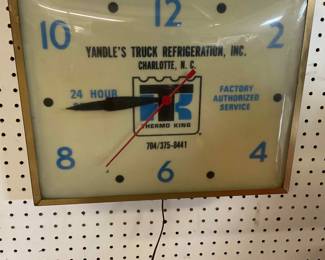 12
10
2
YANDLE'S TRUCK REFRIGERATION, INC.
CHARLOTTE, N. C.
24 HOUR
FACTORY
AUTHORIZED
SERVICE
TK
THERMO KING
®
704/375-8441
8
4
6